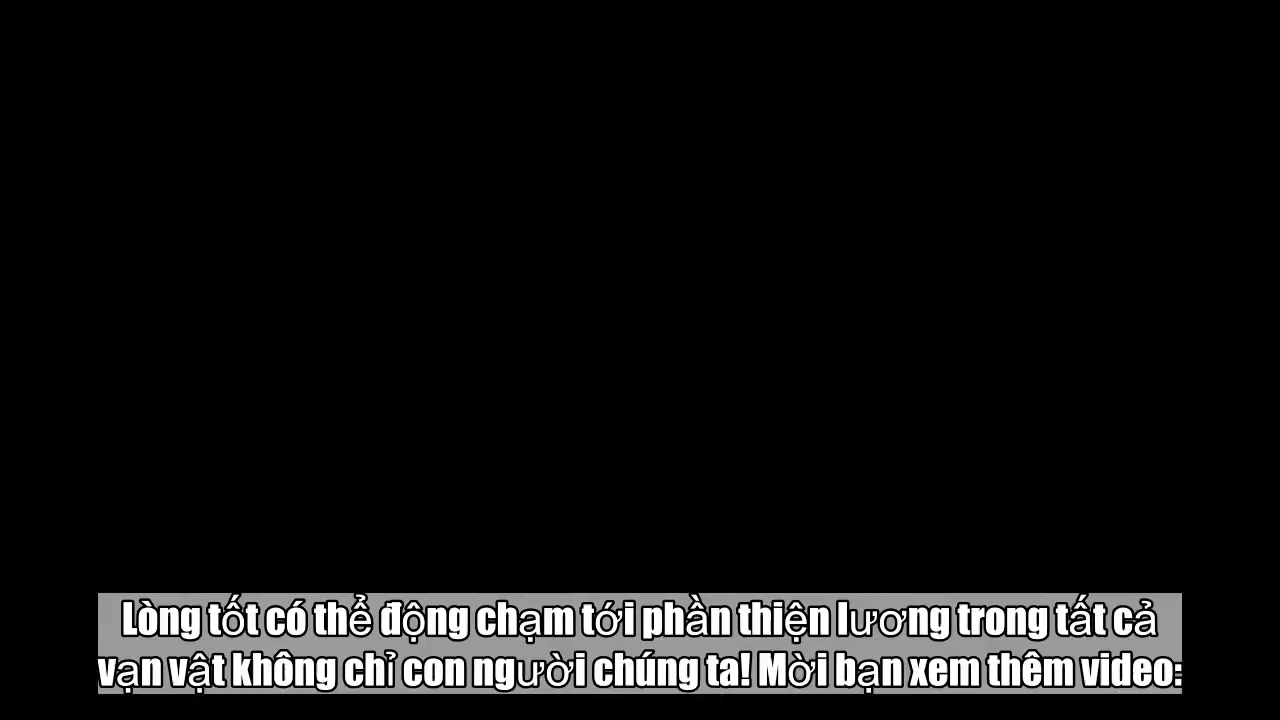 Lòng tốt có thể động chạm tới phần thiện lương trong tất cả
vạn vật không chỉ con người chúng ta! Mời bạn xem thêm video: